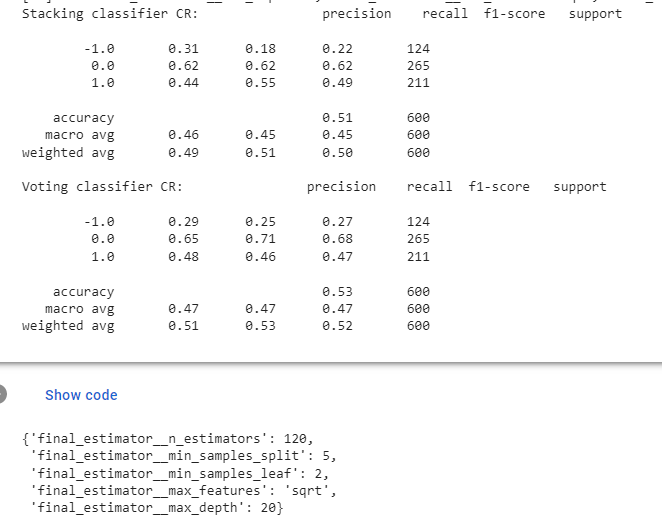 Stacking classifier CR: precision recall f1-score support
-1.0 0.31 0.18 0.22 124
0.0 0.62 0.62 0.62 265
1.0 0.44 0.55 0.49 211
accuracy 0.51 600
macro avg 0.46 0.45 0.45 600
weighted avg 0.49 0.51 0.50 600
Voting classifier CR: precision recall f1-score support
-1.0 0.29 0.25 0.27 124
0.0 0.65 0.71 0.68 265
1.0 0.48 0.46 0.47 211
accuracy 0.53 600
macro avg 0.47 0.47 0.47 600
weighted avg 0.51 0.53 0.52 600
Show code
{'final_estimator__n_estimators': 120,
'final_estimator__min_samples_split': 5,
'final_estimator__min_samples_leaf': 2,
'final_estimator__max_features': 'sqrt',
'final_estimator__max_depth': 20}